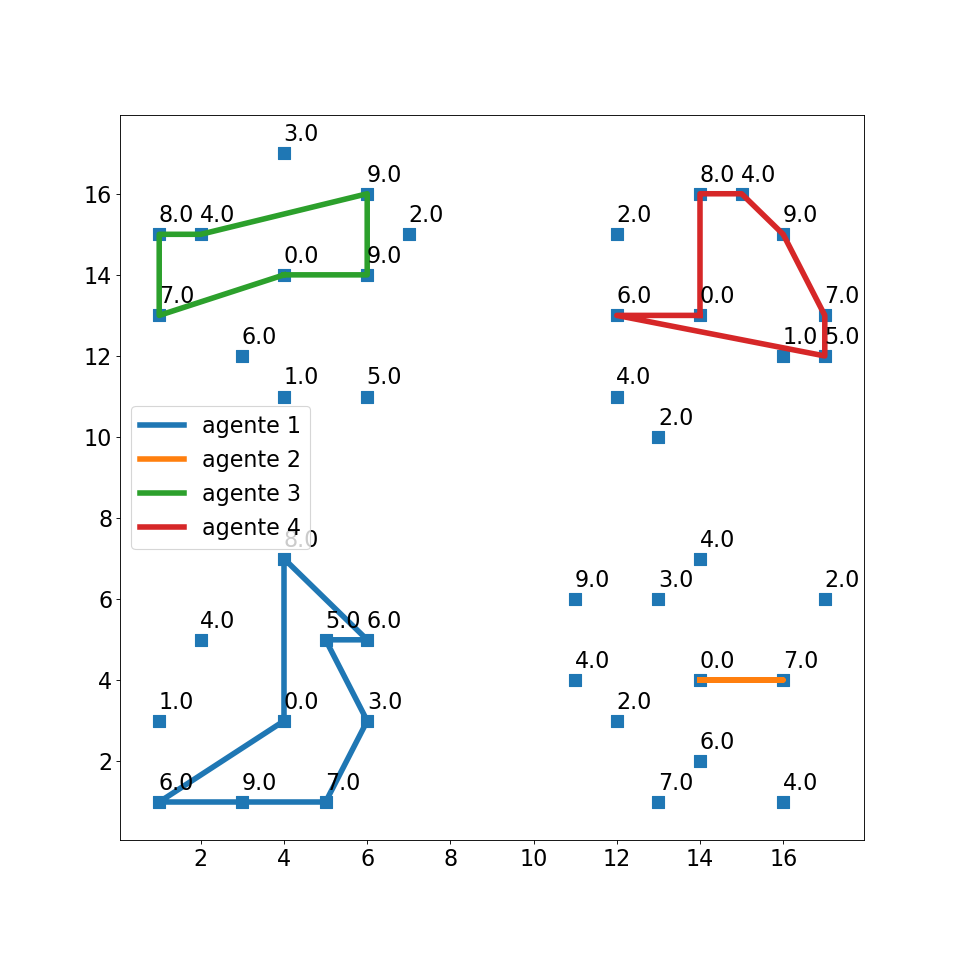 3.0
9.0
8.0 4.0
16
8.0 4.0 2.0 2.0 9.0
0.0 9.0
14
7.0 6.0 0.0 7.0
6.0 1.0 5.0
12
1.0 5.0 4.0
2.0
agente 1
10
agente 2
agente 3
8
agente 4
8.0 4.0
9.0 3.0 2.0
6
4.0 5.0 6.0
4.0 0.0 7.0
4
1.0 0.0 3.0 2.0
6.0
2
6.0 9.0 7.0 7.0 4.0
2 4 6 8 10 12 14 16